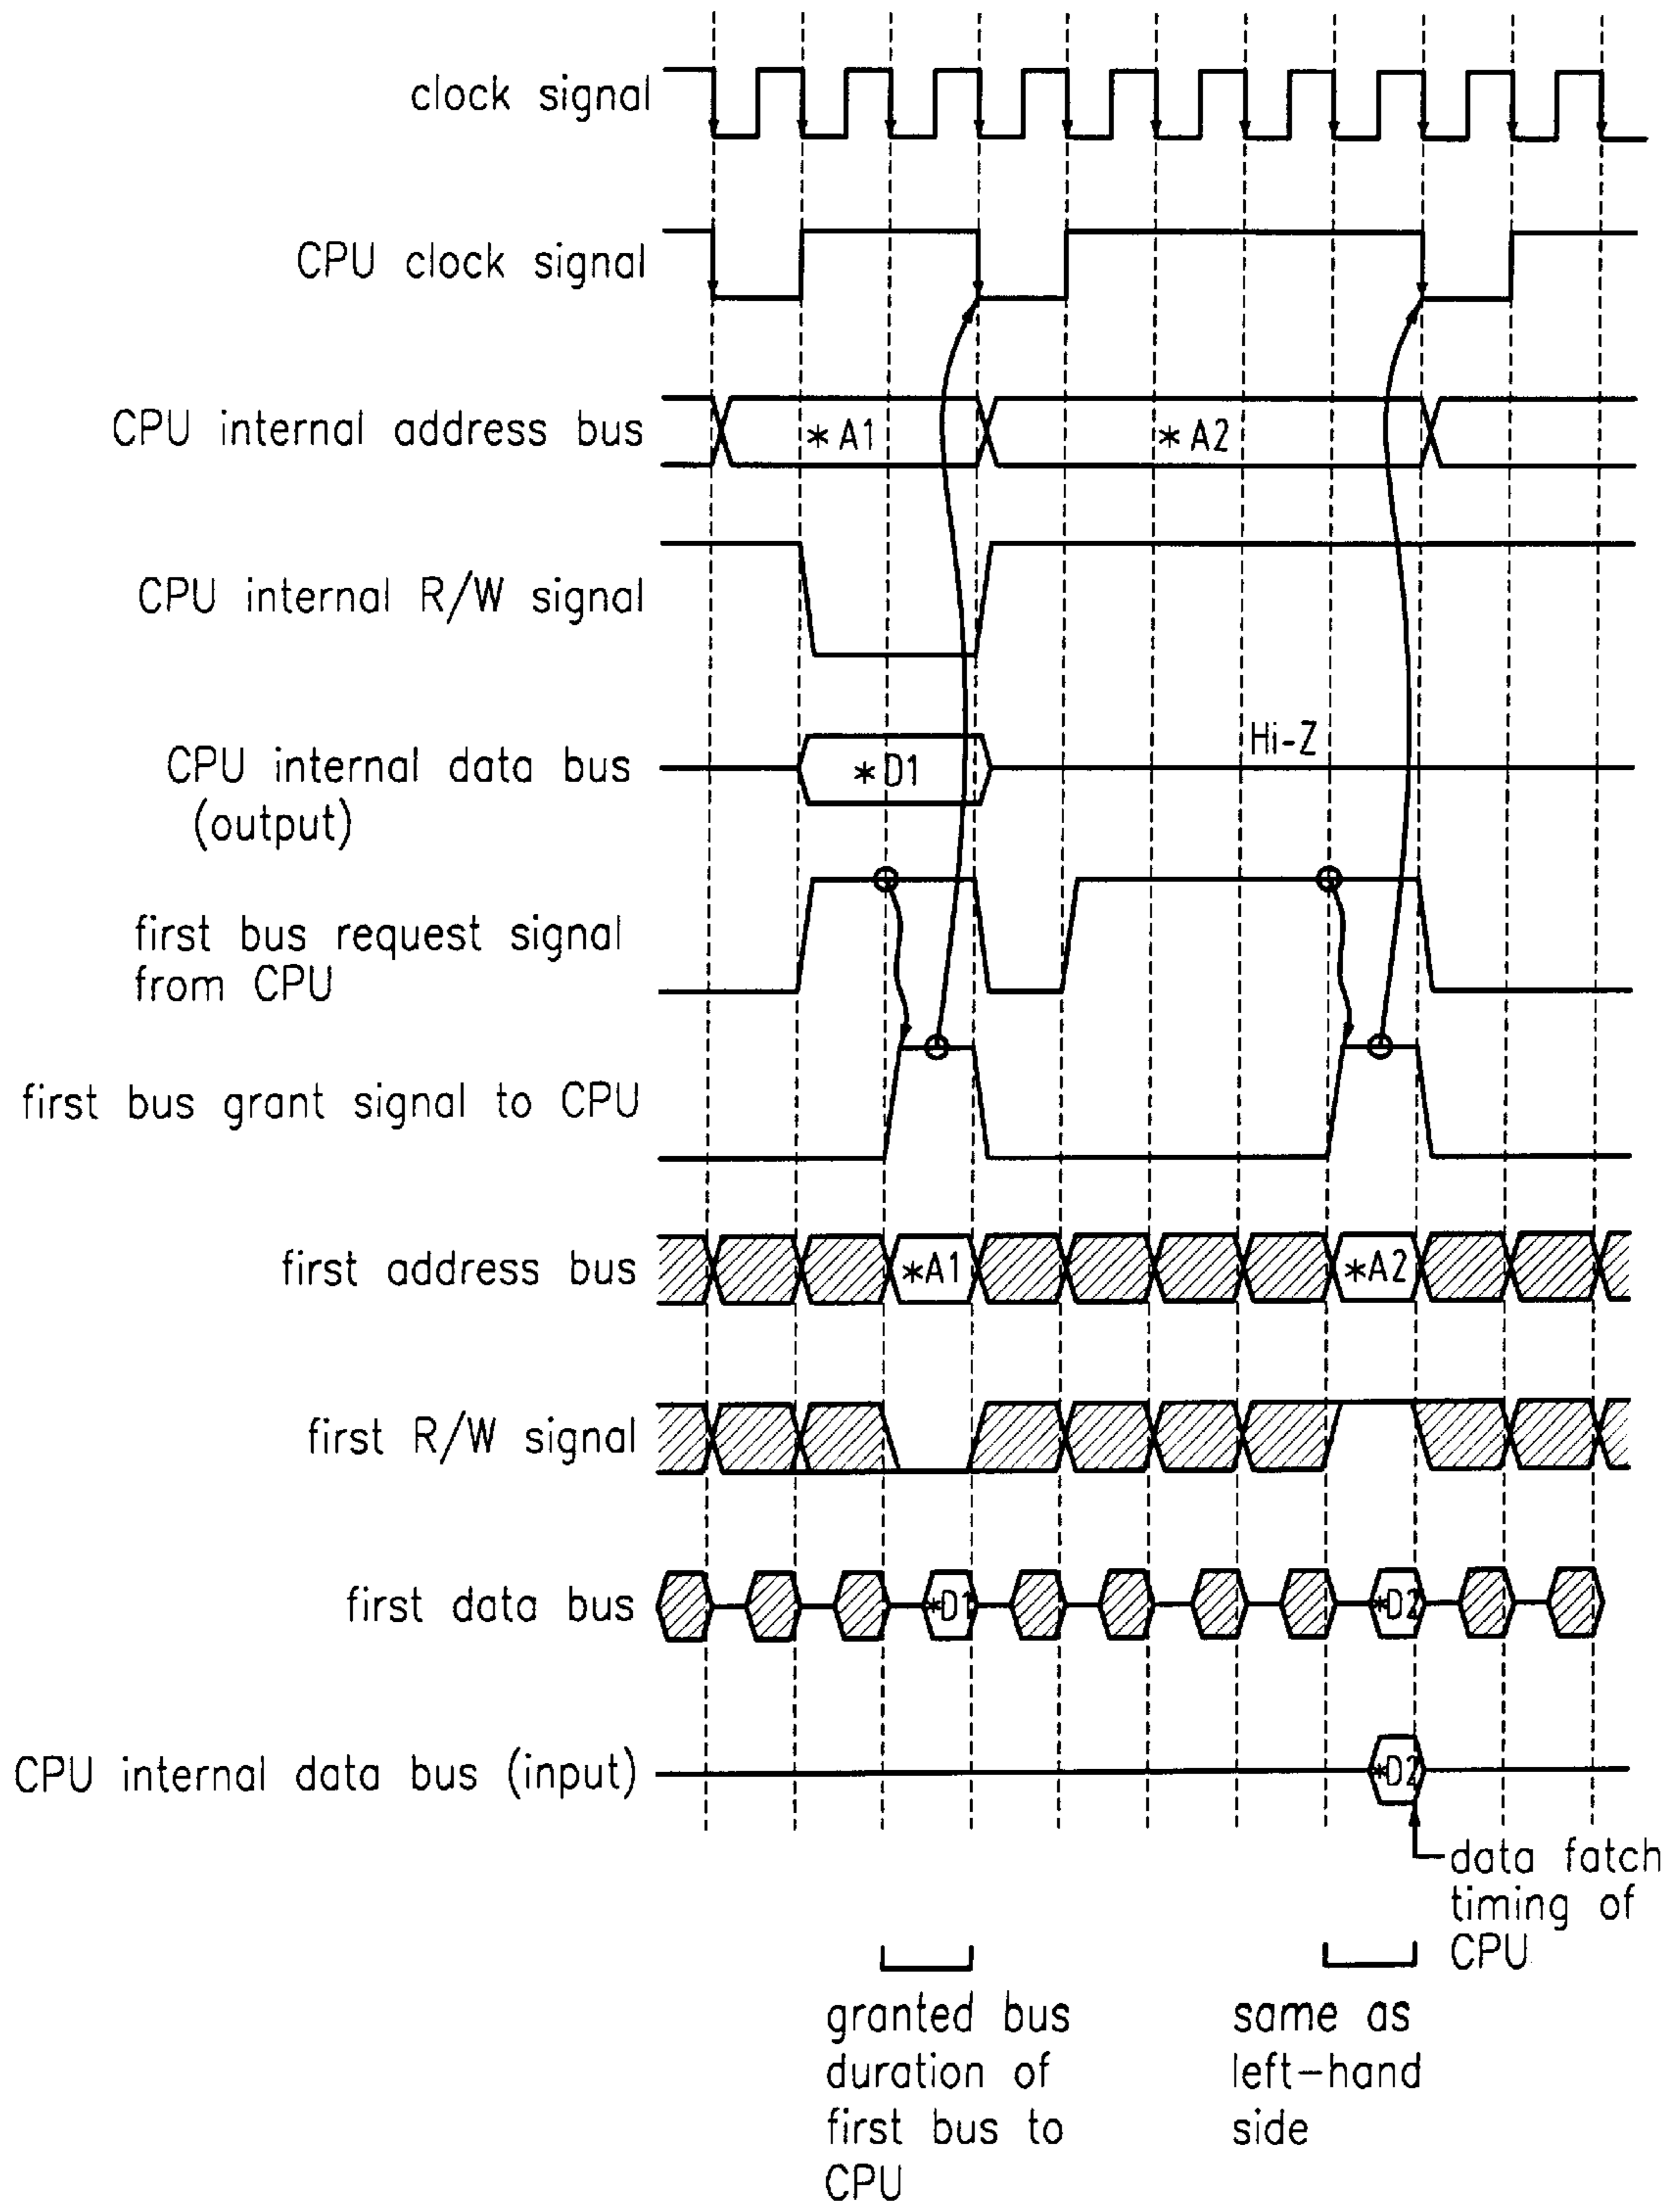 clock signal
CPU clock signal
CPU internal address bus
*A1
*A2
CPU internal R/W signal
Hi-Z
CPU internal data bus
(output)
*D1
first bus request signal
from CPU
first bus grant signal to CPU
first address bus
*A1
*A2
first R/W signal
first data bus
*D1
*D2
CPU internal data bus (input)
*D2
data fatch
timing of
CPU
granted bus
duration of
first bus to
CPU
same as
left-hand
side